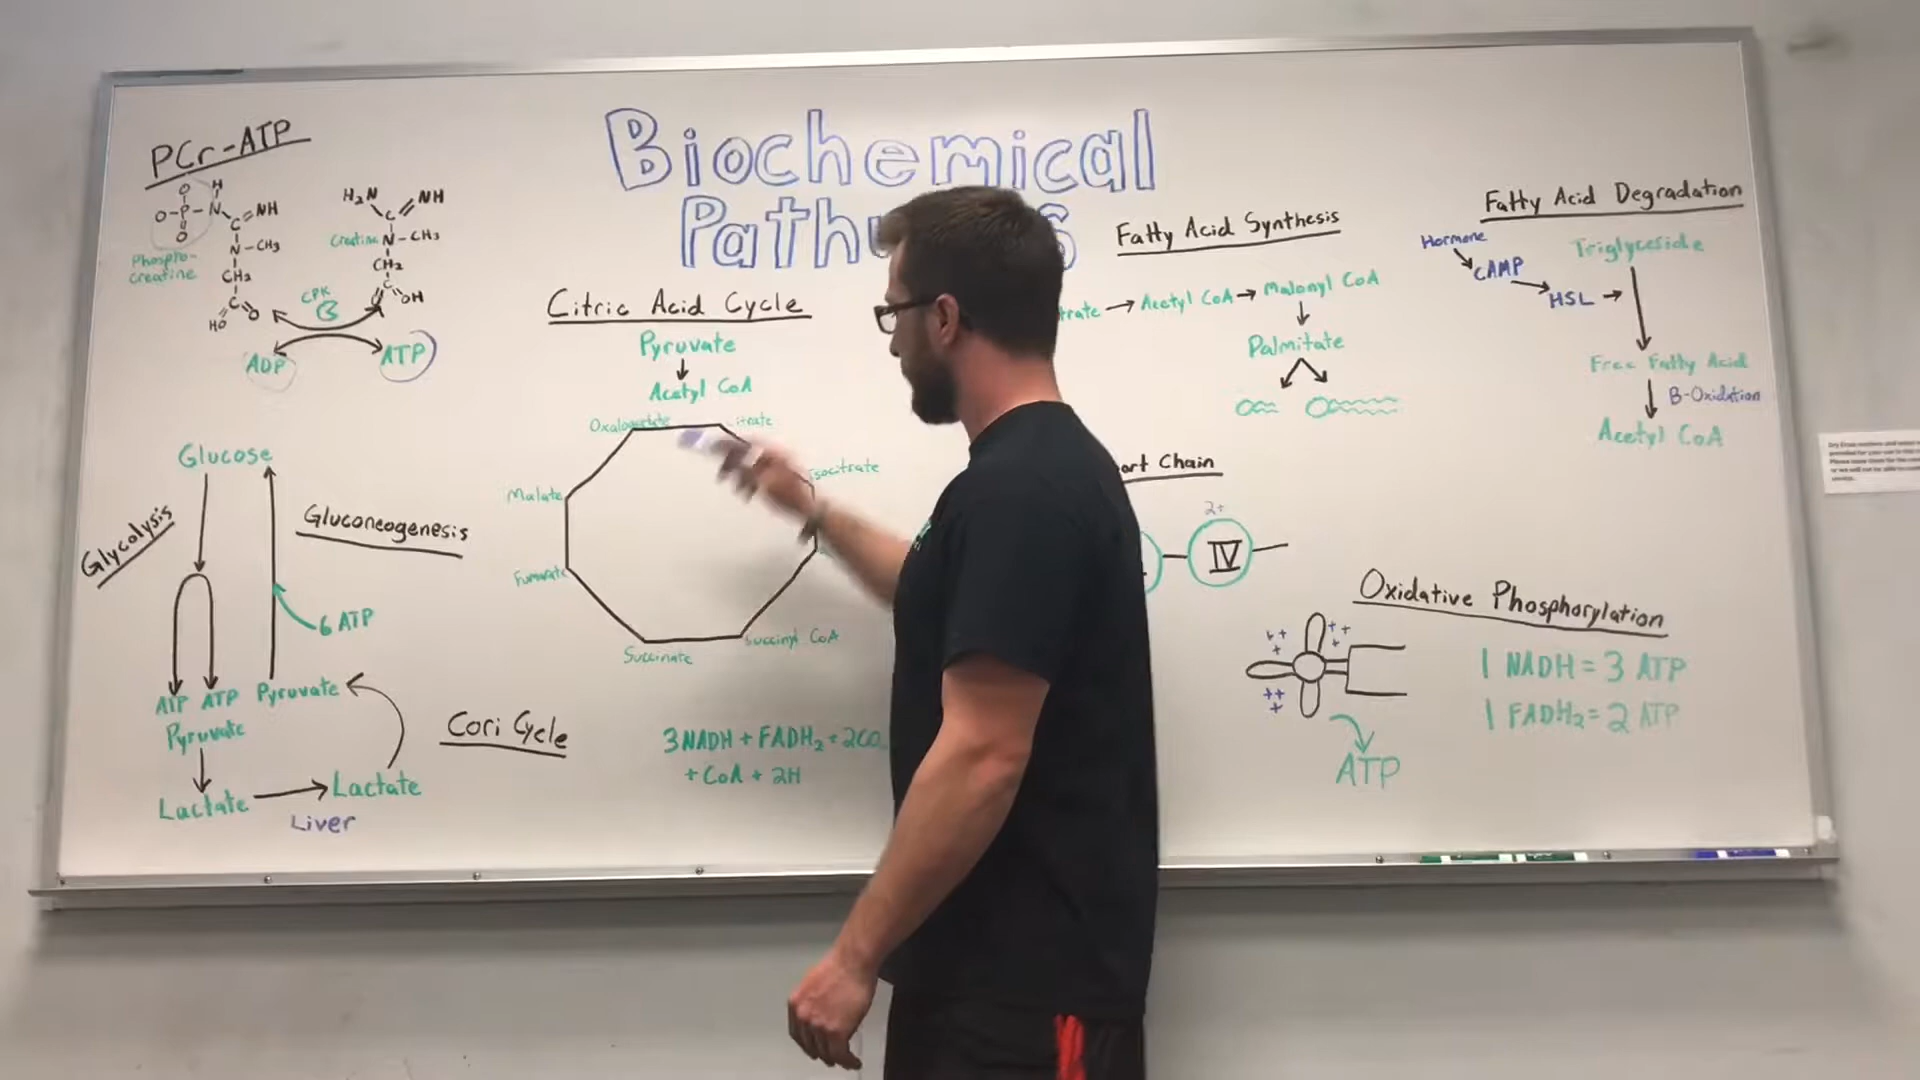 Biochemical
PCr-ATP
O
H
O-P-N
C=NH
O
N-CH3
Phospho-
creatine
CH2
C
O
HO
H2N
NH
C
Creatine N-CH3
CH2
C
O
OH
CPK
ADP
ATP
Glucose
Glycolysis
Gluconeogenesis
6 ATP
ATP ATP Pyruvate
Pyruvate
Cori Cycle
Lactate
Lactate
Liver
Citric Acid Cycle
Pyruvate
Acetyl CoA
Malate
Isocitrate
Fumarate
Succinyl CoA
Succinate
3NADH + FADH2 + 2CO
+ CoA + 2H
Fatty Acid Synthesis
trate → Acetyl CoA → Malonyl CoA
Palmitate
Fatty Acid Degradation
Hormone
Triglyceride
CAMP
HSL
Free Fatty Acid
B-Oxidation
Acetyl CoA
ort Chain
2+
IV
Oxidative Phosphorylation
++
+
++
+
++
+
1 NADH = 3 ATP
1 FADH2 = 2 ATP
ATP